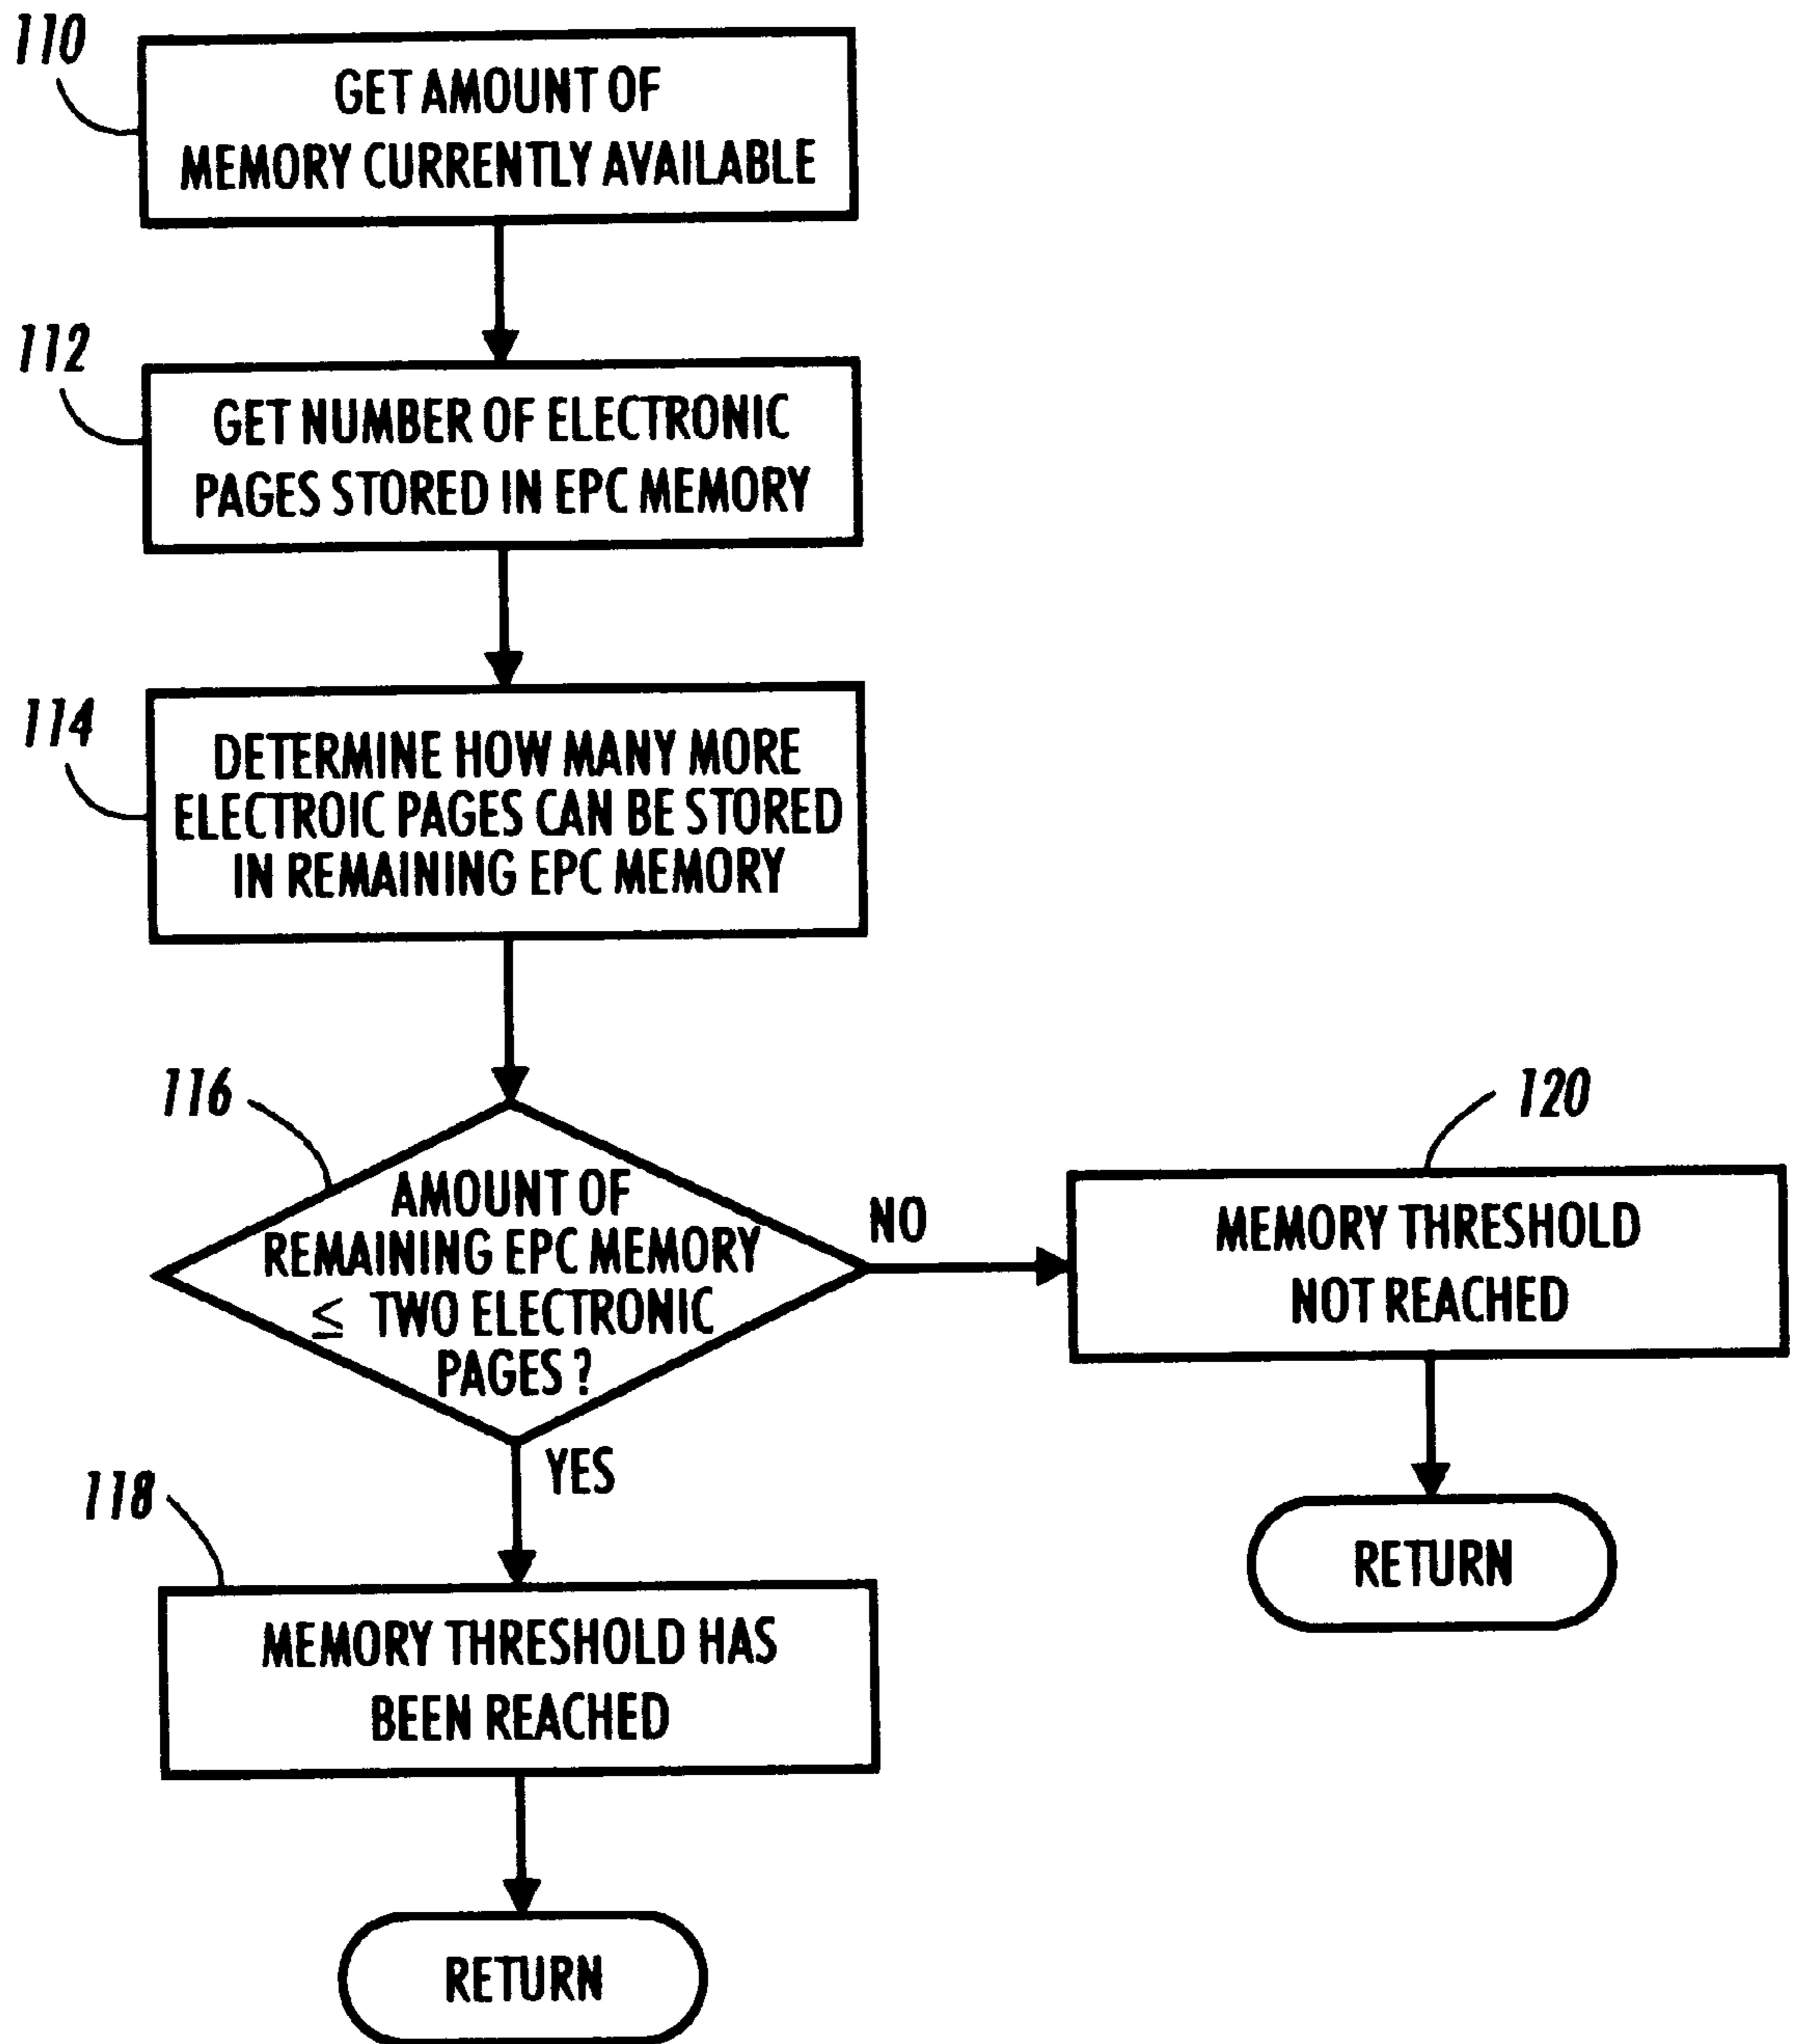 110
GET AMOUNT OF
MEMORY CURRENTLY AVAILABLE
112
GET NUMBER OF ELECTRONIC
PAGES STORED IN EPC MEMORY
114
DETERMINE HOW MANY MORE
ELECTROIC PAGES CAN BE STORED
IN REMAINING EPC MEMORY
116
AMOUNT OF
REMAINING EPC MEMORY
≤ TWO ELECTRONIC
PAGES ?
NO
120
MEMORY THRESHOLD
NOT REACHED
RETURN
YES
118
MEMORY THRESHOLD HAS
BEEN REACHED
RETURN